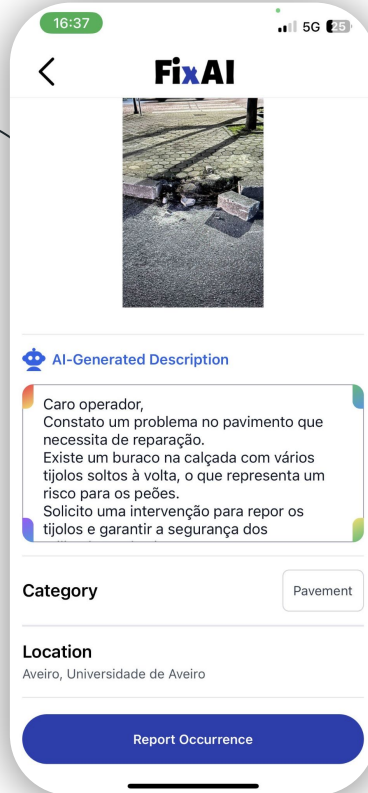 16:37
5G 25
FixAI
AI-Generated Description
Caro operador,
Constato um problema no pavimento que
necessita de reparação.
Existe um buraco na calçada com vários
tijolos soltos à volta, o que representa um
risco para os peões.
Solicito uma intervenção para repor os
tijolos e garantir a segurança dos
Category
Pavement
Location
Aveiro, Universidade de Aveiro
Report Occurrence